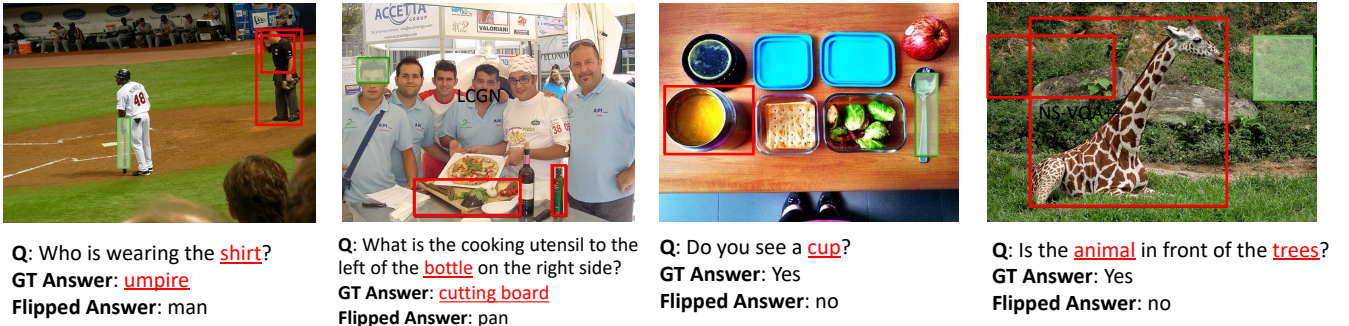 ACCETTA
GROUP
VALORIANI
LCGN
48
38
NS-VQA
Q: Who is wearing the shirt?
GT Answer: umpire
Flipped Answer: man
Q: What is the cooking utensil to the
left of the bottle on the right side?
GT Answer: cutting board
Flipped Answer: pan
Q: Do you see a cup?
GT Answer: Yes
Flipped Answer: no
Q: Is the animal in front of the trees?
GT Answer: Yes
Flipped Answer: no